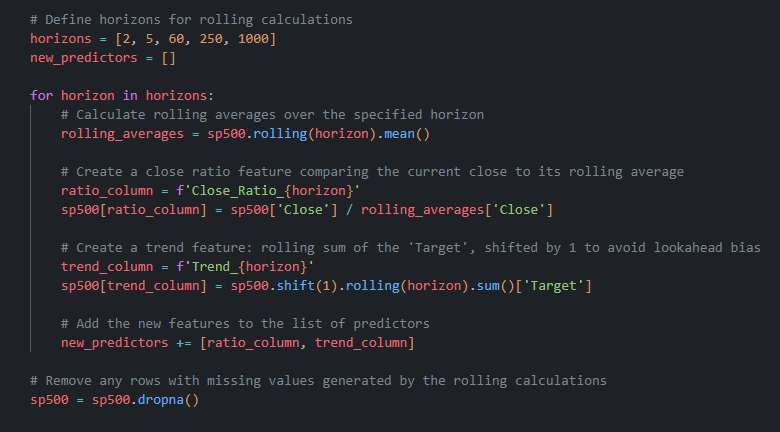 # Define horizons for rolling calculations
horizons = [2, 5, 60, 250, 1000]
new_predictors = []
for horizon in horizons:
# Calculate rolling averages over the specified horizon
rolling_averages = sp500.rolling(horizon).mean()
# Create a close ratio feature comparing the current close to its rolling average
ratio_column = f'Close_Ratio_{horizon}'
sp500[ratio_column] = sp500['Close'] / rolling_averages['Close']
# Create a trend feature: rolling sum of the 'Target', shifted by 1 to avoid lookahead bias
trend_column = f'Trend_{horizon}'
sp500[trend_column] = sp500.shift(1).rolling(horizon).sum()['Target']
# Add the new features to the list of predictors
new_predictors += [ratio_column, trend_column]
# Remove any rows with missing values generated by the rolling calculations
sp500 = sp500.dropna()